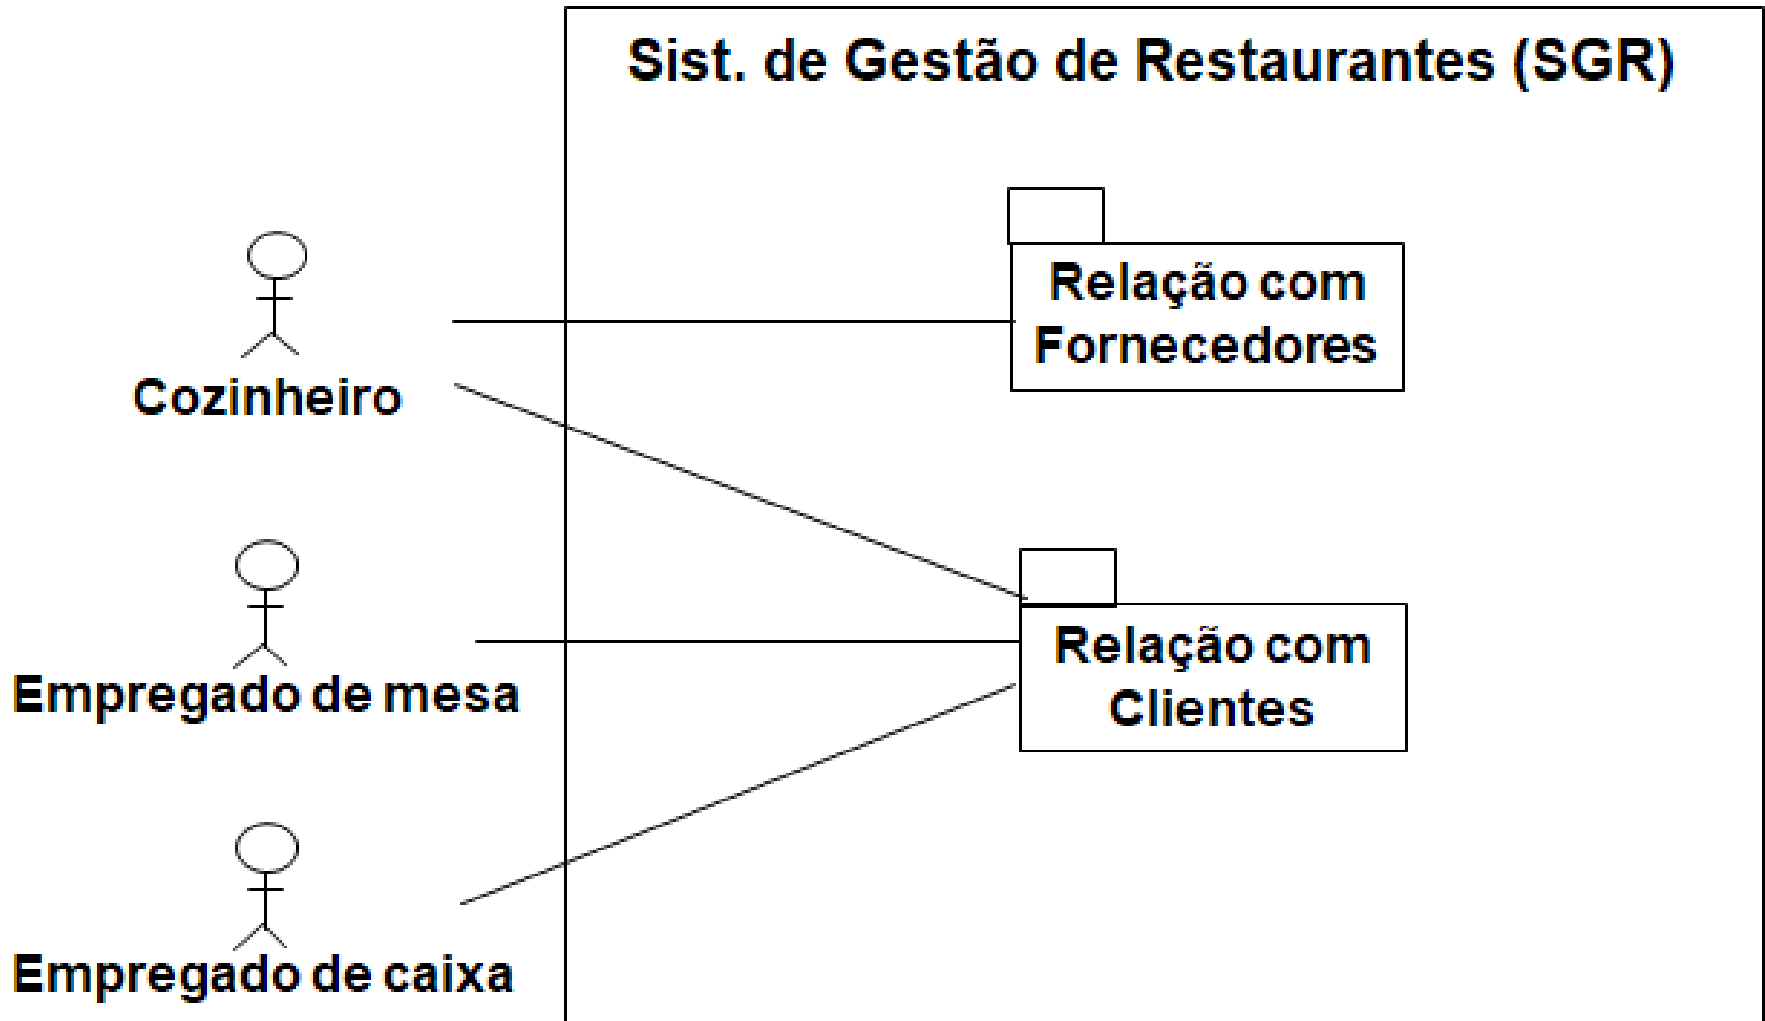 Sist. de Gestão de Restaurantes (SGR)
Relação com
Fornecedores
Cozinheiro
Relação com
Clientes
Empregado de mesa
Empregado de caixa